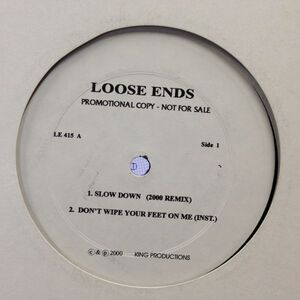 LOOSE ENDS
PROMOTIONAL COPY - NOT FOR SALE
LE 415 A Side 1
1. SLOW DOWN (2000 REMIX)
2. DON'T WIPE YOUR FEET ON ME (INST.)
c & p 2000 KING PRODUCTIONS